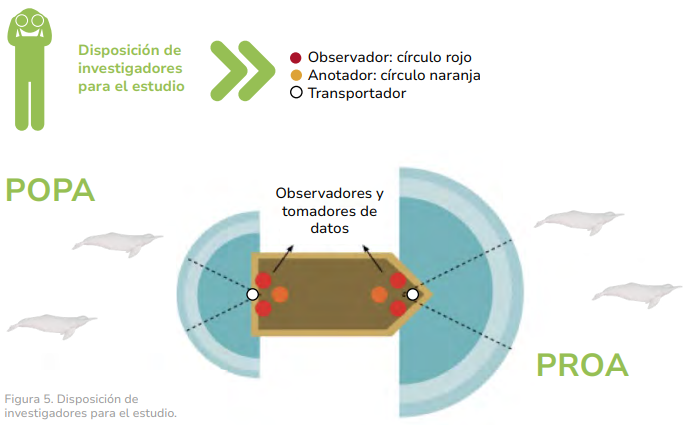 Disposición de
investigadores
para el estudio
Observador: círculo rojo
Anotador: círculo naranja
Transportador
POPA
Observadores y
tomadores de
datos
PROA
Figura 5. Disposición de
investigadores para el estudio.